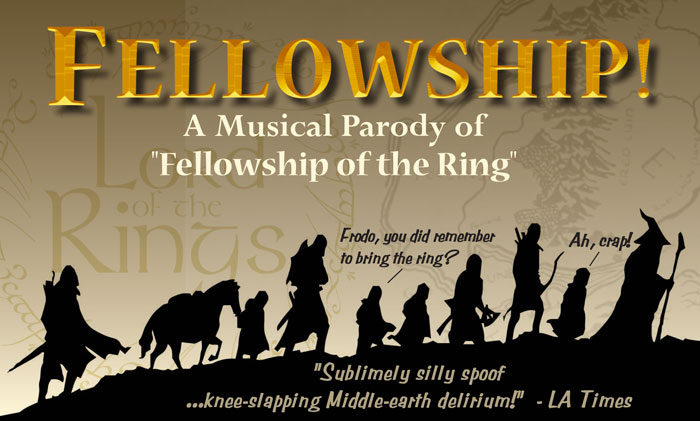 FELLOWSHIP!
A Musical Parody of
"Fellowship of the Ring"
Lord
OF THE
RINGS
Frodo, you did remember
to bring the ring?
Ah, crap!
"Sublimely silly spoof
...knee-slapping Middle-earth delirium!" - LA Times